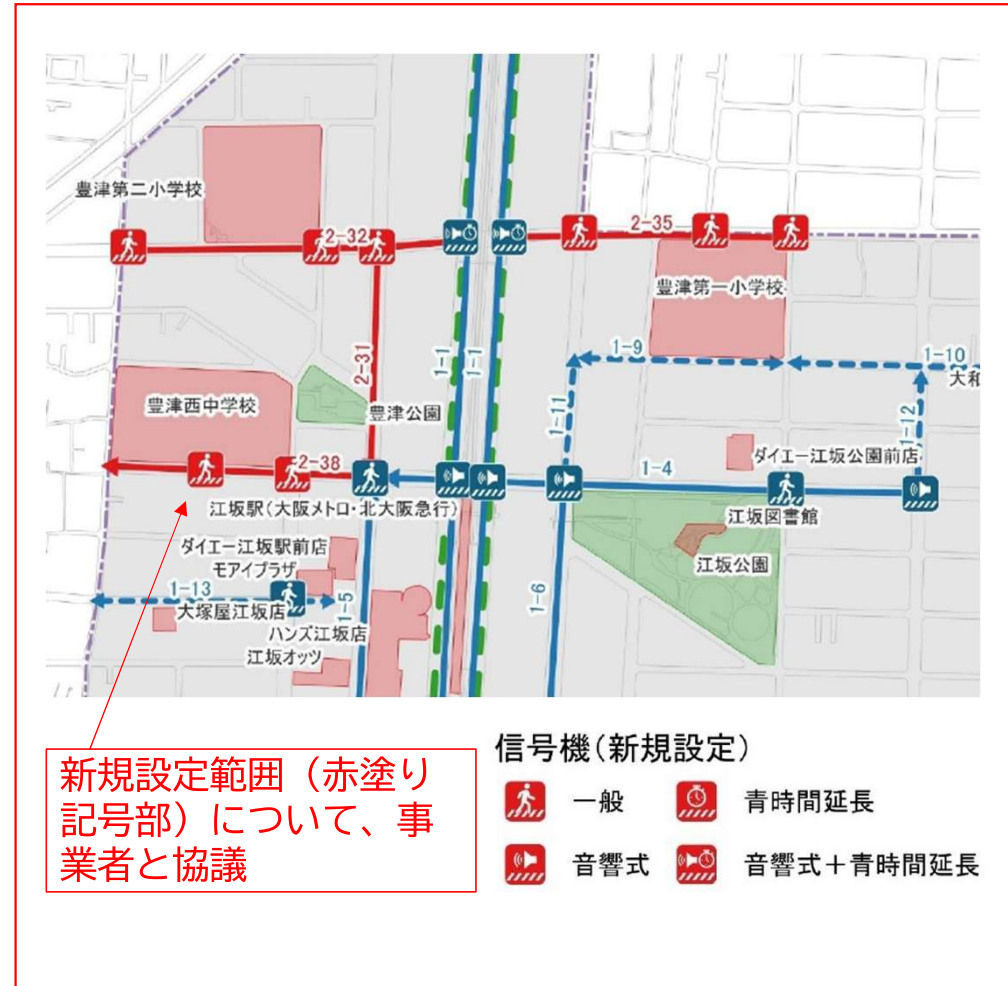 豊津第二小学校
2-32
2-35
豊津第一小学校
2-31
1-1
1-1
1-9
1-10
大和
豊津西中学校
豊津公園
1-11
1-12
2-38
1-4
ダイエー江坂公園前店
江坂駅(大阪メトロ・北大阪急行)
江坂図書館
ダイエー江坂駅前店
モアイプラザ
江坂公園
1-13
1-5
1-6
大塚屋江坂店
ハンズ江坂店
江坂オッツ
新規設定範囲（赤塗り
記号部）について、事
業者と協議
信号機(新規設定)
一般
青時間延長
音響式
音響式＋青時間延長